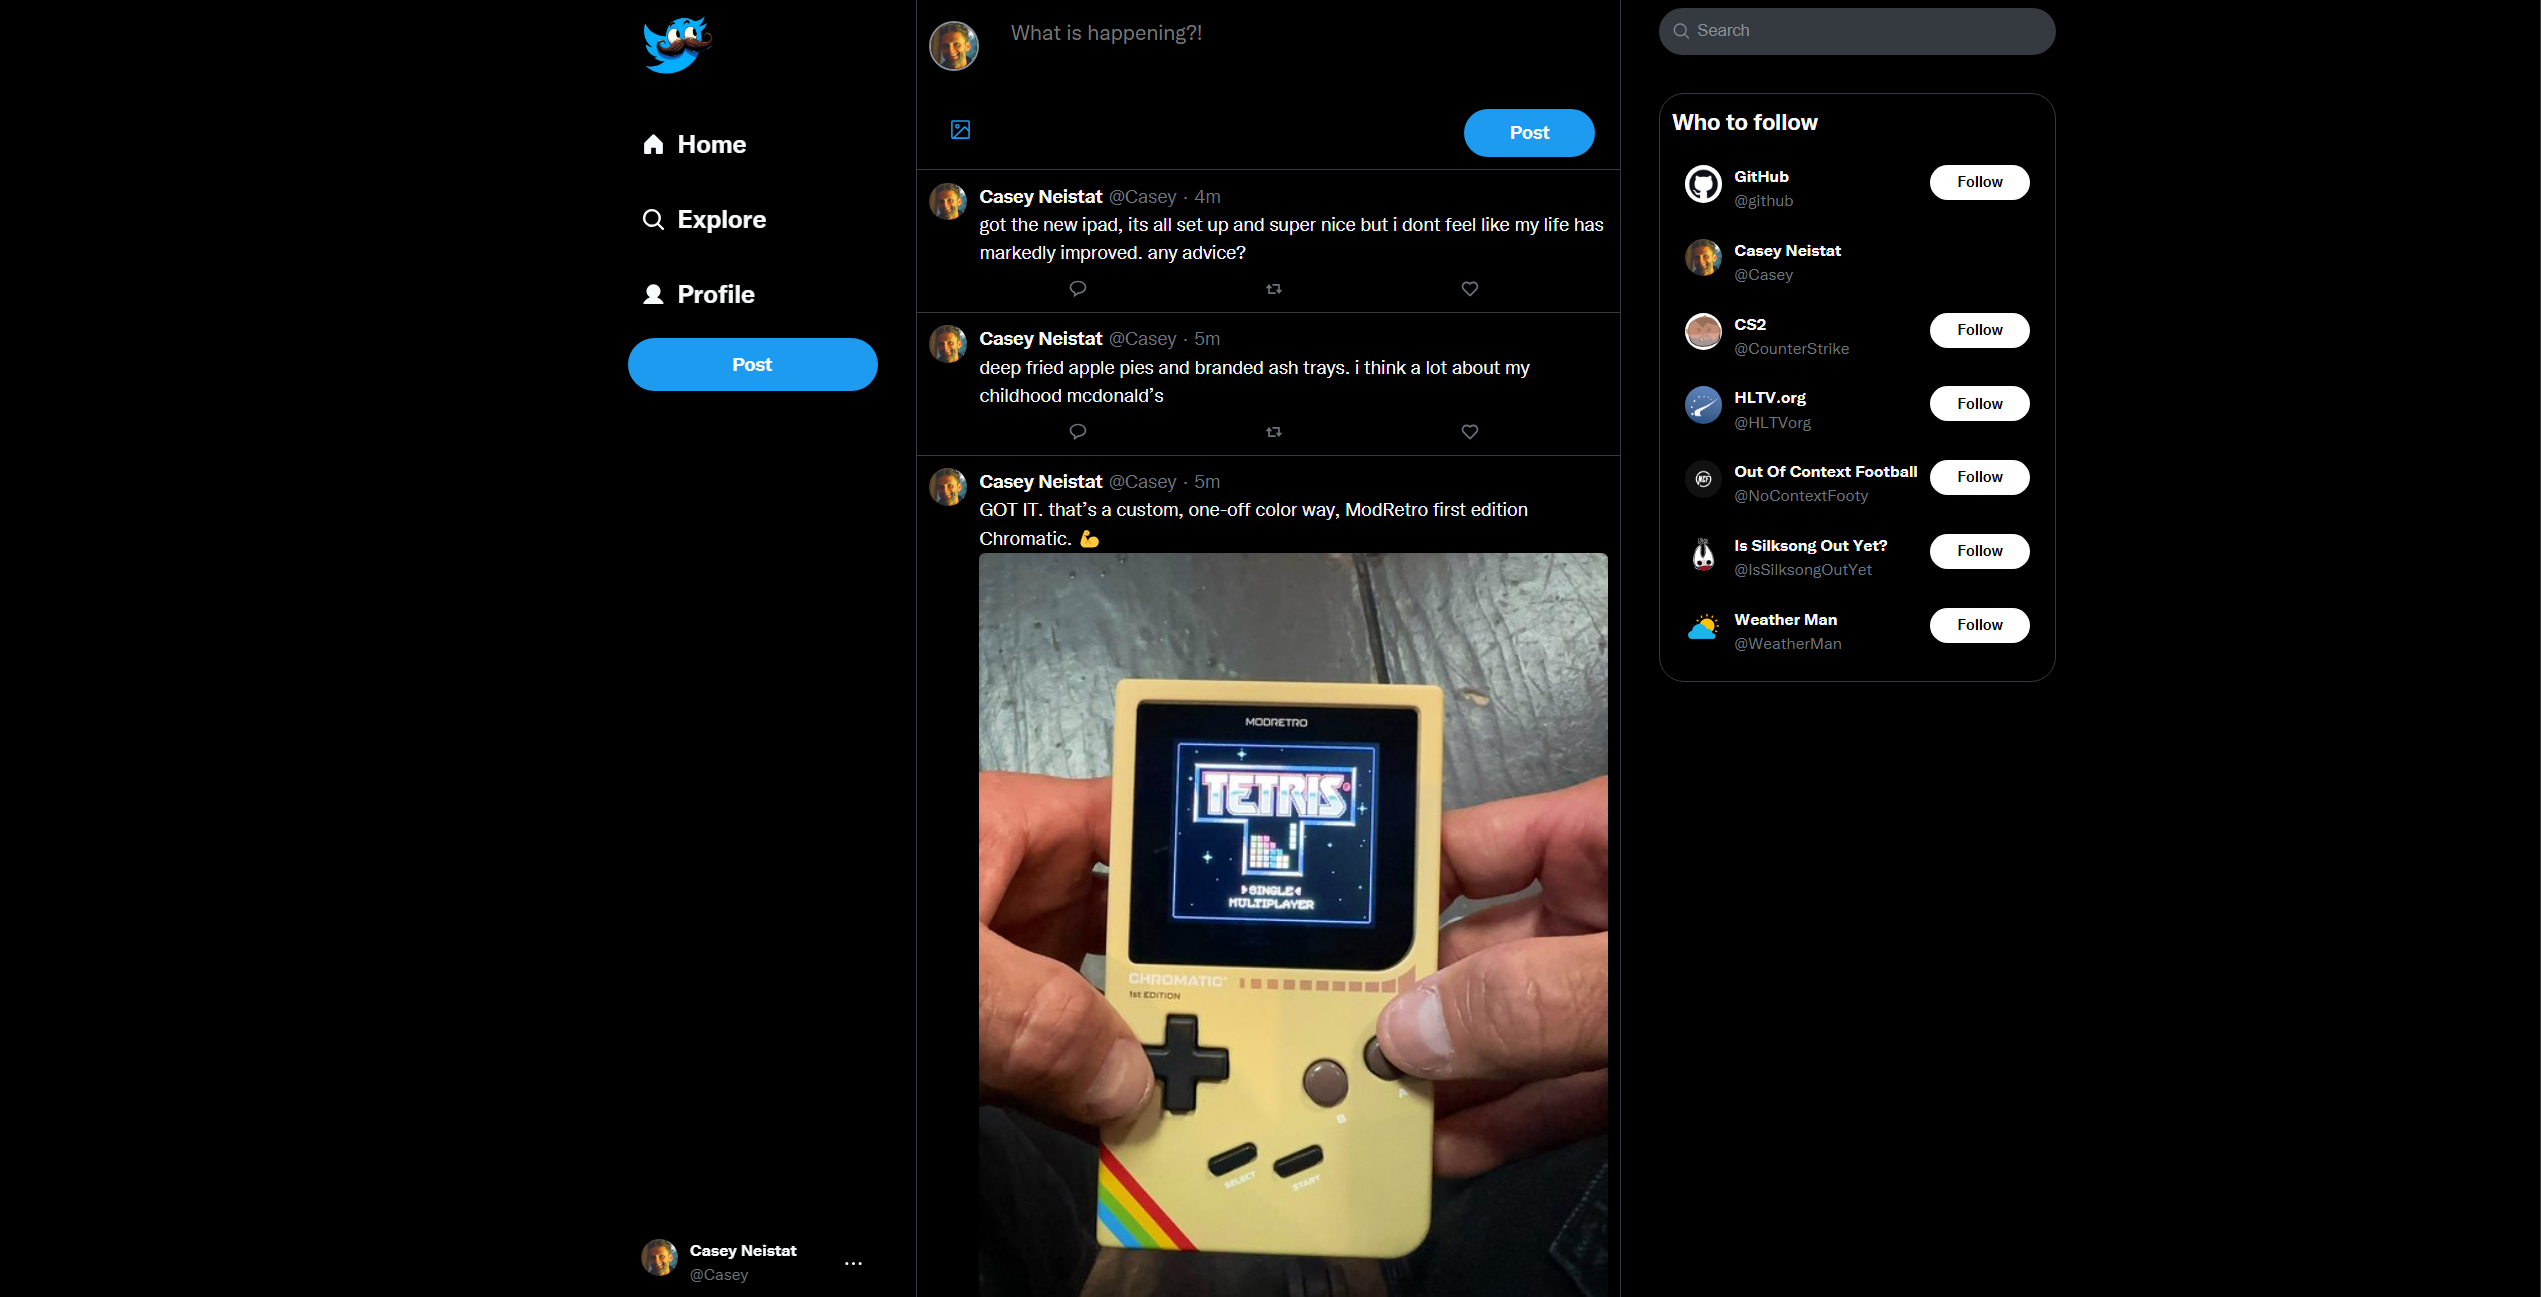 Home
Explore
Profile
Post
Casey Neistat
@Casey
What is happening?!
Post
Casey Neistat @Casey · 4m
got the new ipad, its all set up and super nice but i dont feel like my life has
markedly improved. any advice?
Casey Neistat @Casey · 5m
deep fried apple pies and branded ash trays. i think a lot about my
childhood mcdonald’s
Casey Neistat @Casey · 5m
GOT IT. that’s a custom, one-off color way, ModRetro first edition
Chromatic. 💪
MODRETRO
TETRIS
SINGLE
MULTIPLAYER
CHROMATIC
1st EDITION
A
B
SELECT
START
Search
Who to follow
GitHub
@github
Follow
Casey Neistat
@Casey
CS2
@CounterStrike
Follow
HLTV.org
@HLTVorg
Follow
NCF
Out Of Context Football
@NoContextFooty
Follow
Is Silksong Out Yet?
@IsSilksongOutYet
Follow
Weather Man
@WeatherMan
Follow